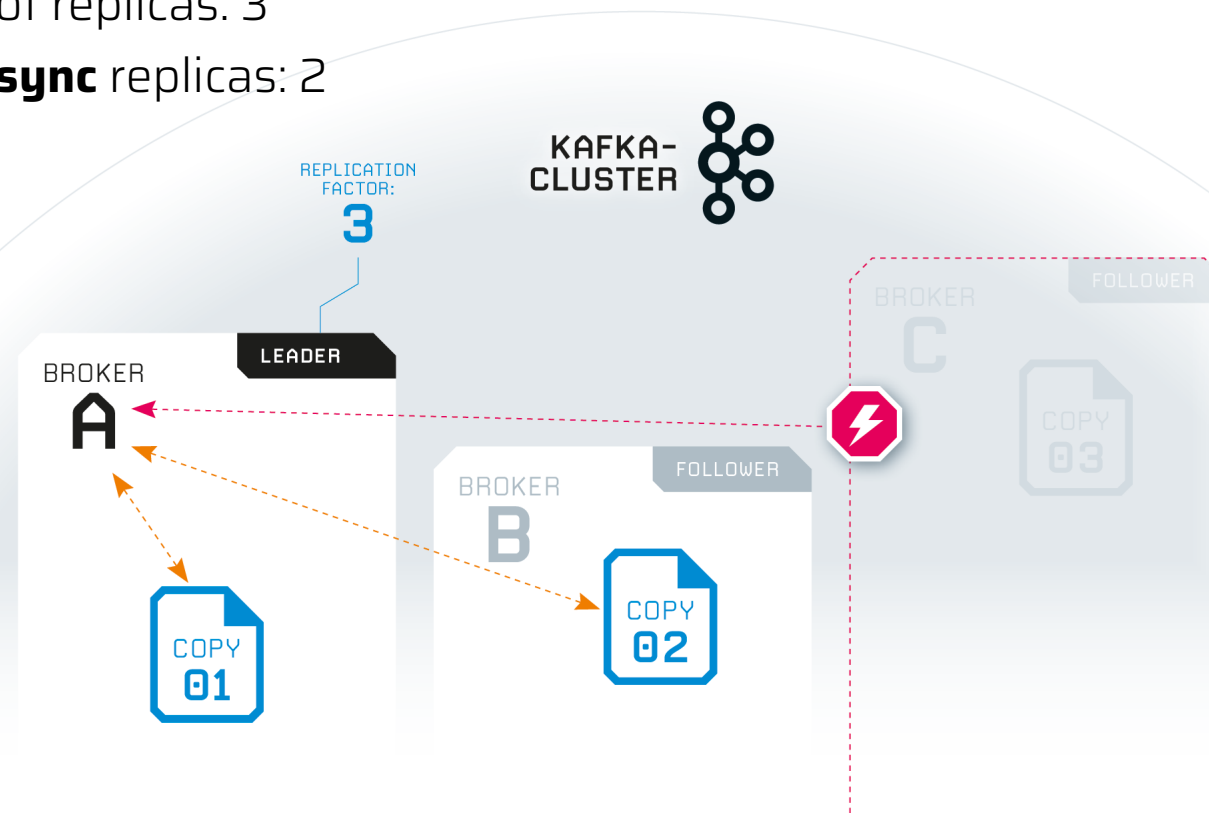 of replicas: 3
sync replicas: 2
KAFKA-
CLUSTER
REPLICATION
FACTOR:
3
LEADER
BROKER
A
COPY
01
FOLLOWER
BROKER
B
COPY
02
FOLLOWER
BROKER
C
COPY
03